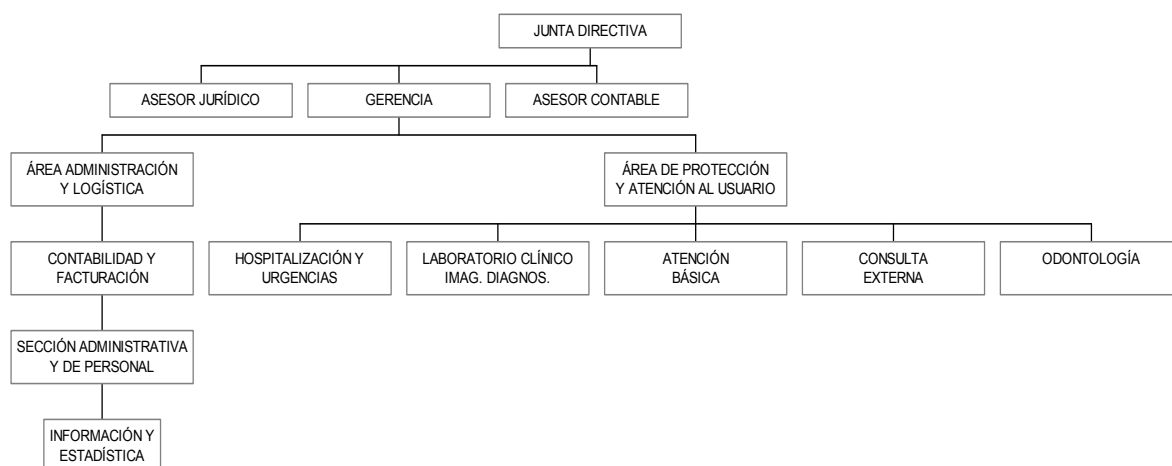 JUNTA DIRECTIVA
ASESOR JURÍDICO
GERENCIA
ASESOR CONTABLE
ÁREA ADMINISTRACIÓN
Y LOGÍSTICA
ÁREA DE PROTECCIÓN
Y ATENCIÓN AL USUARIO
CONTABILIDAD Y
FACTURACIÓN
HOSPITALIZACIÓN Y
URGENCIAS
LABORATORIO CLÍNICO
IMAG. DIAGNOS.
ATENCIÓN
BÁSICA
CONSULTA
EXTERNA
ODONTOLOGÍA
SECCIÓN ADMINISTRATIVA
Y DE PERSONAL
INFORMACIÓN Y
ESTADÍSTICA